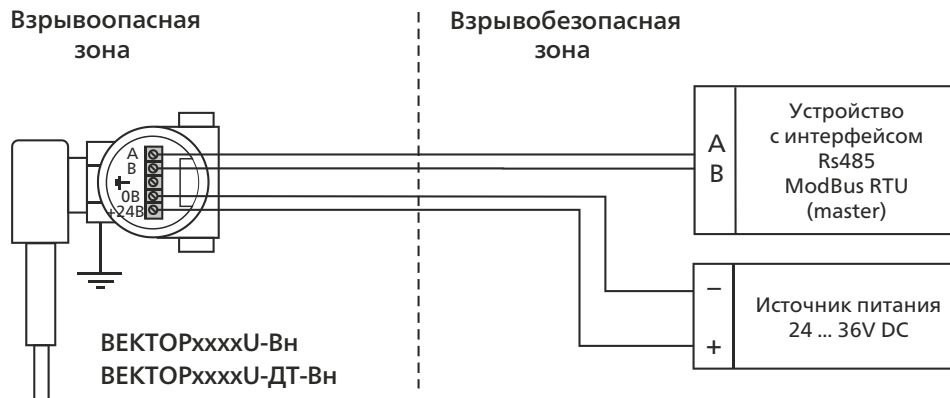 Взрывоопасная
зона
Взрывобезопасная
зона
A
B
0В
+24В
ВЕКТОРxxxxU-Вн
ВЕКТОРxxxxU-ДТ-Вн
A
B
Устройство
с интерфейсом
Rs485
ModBus RTU
(master)
−
+
Источник питания
24 ... 36V DC